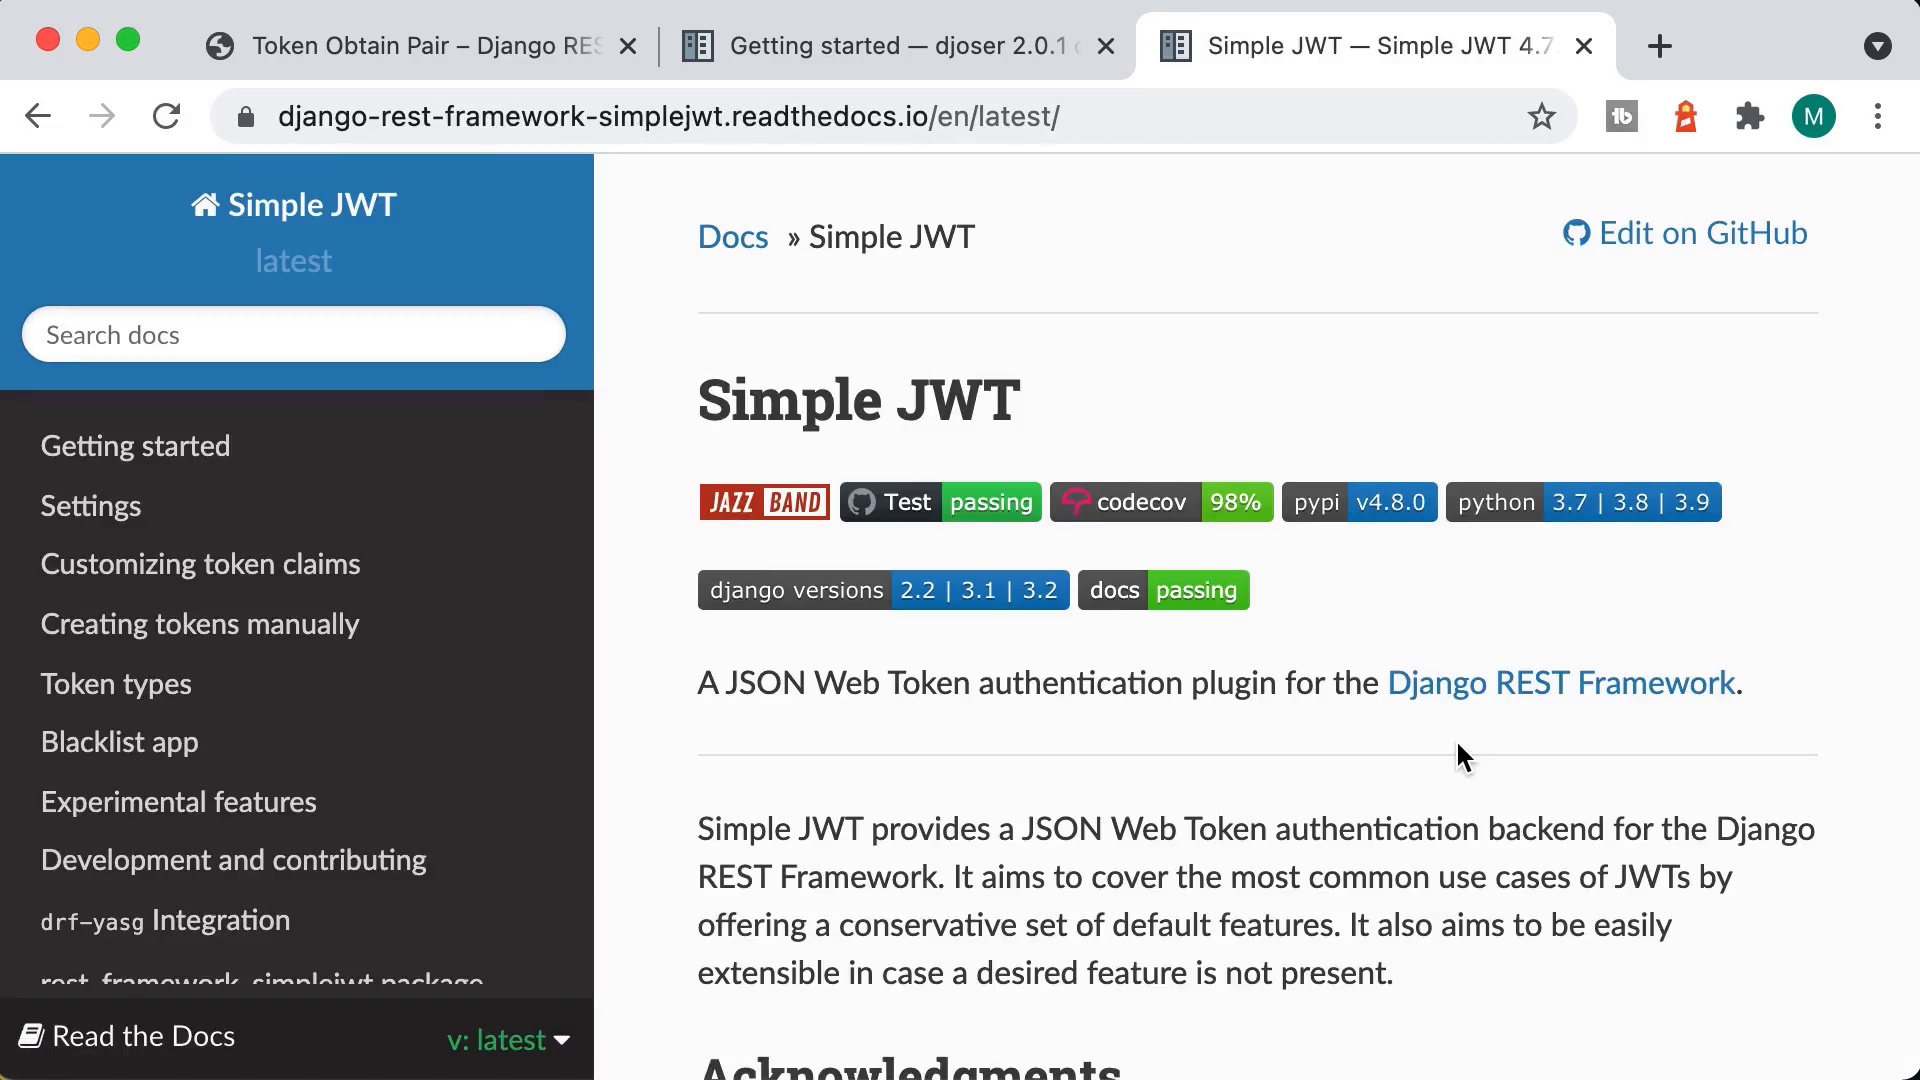 Token Obtain Pair – Django RES
Getting started — djoser 2.0.1
Simple JWT — Simple JWT 4.7
django-rest-framework-simplejwt.readthedocs.io/en/latest/
M
Simple JWT
latest
Search docs
Getting started
Settings
Customizing token claims
Creating tokens manually
Token types
Blacklist app
Experimental features
Development and contributing
drf-yasg Integration
rest_framework_simplejwt package
Read the Docs
v: latest
Docs » Simple JWT
Edit on GitHub
Simple JWT
JAZZ BAND Test passing codecov 98% pypi v4.8.0 python 3.7 | 3.8 | 3.9
django versions 2.2 | 3.1 | 3.2 docs passing
A JSON Web Token authentication plugin for the Django REST Framework.
Simple JWT provides a JSON Web Token authentication backend for the Django
REST Framework. It aims to cover the most common use cases of JWTs by
offering a conservative set of default features. It also aims to be easily
extensible in case a desired feature is not present.
Acknowledgments